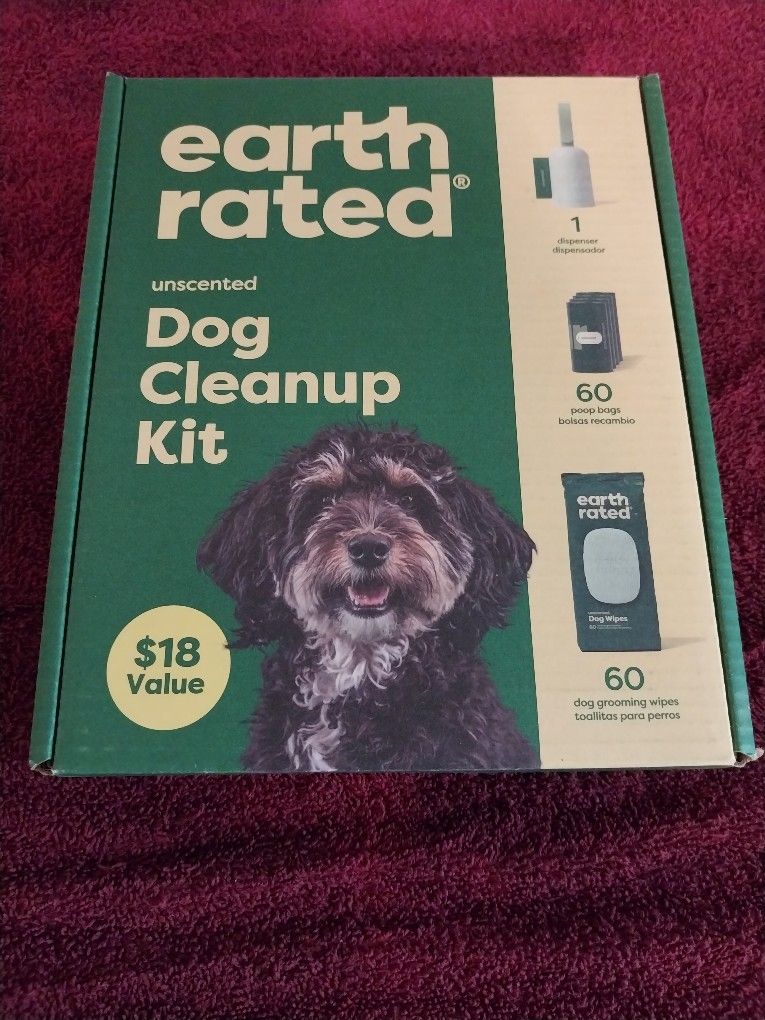 earth
rated®
unscented
Dog
Cleanup
Kit
$18
Value
1
dispenser
dispensador
60
poop bags
bolsas recambio
earth
rated
Dog Wipes
60
60
dog grooming wipes
toallitas para perros